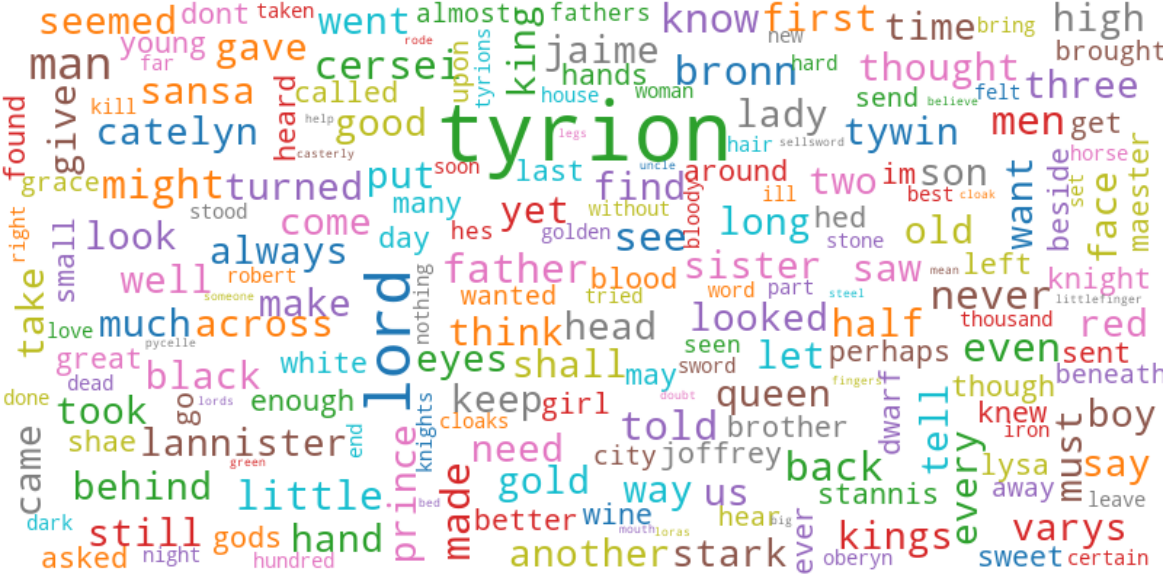 seemed
dont
taken
went
almost
fathers
know
first
time
bring
high
young
far
gave
rode
cersei
upon
tyrions
king
jaime
hands
new
bronn
hard
thought
brought
man
sansa
called
house
woman
send
felt
three
believe
found
give
kill
catelyn
heard
help
good
tyrion
legs
lady
hair
sellsword
tywin
men
get
casterly
soon
last
uncle
around
horse
grace
might
turned
put
find
bloody
two
im
son
ill
best
cloak
want
beside
set
face
maester
right
small
look
stood
come
many
day
yet
hes
without
golden
see
long
hed
stone
old
always
well
robert
someone
make
lord
nothing
father
blood
sister
saw
mean
left
knight
take
love
much
across
pycelle
wanted
tried
word
part
steel
never
littlefinger
think
head
looked
half
thousand
red
great
dead
black
white
eyes
shall
may
seen
sword
let
perhaps
even
sent
beneath
done
took
go
lords
enough
keep
girl
doubt
queen
fingers
dwarf
though
came
shae
lannister
green
end
prince
knights
cloaks
need
told
brother
tell
knew
iron
must
boy
behind
little
bed
made
gold
city
joffrey
way
us
back
stannis
every
lysa
away
say
leave
dark
still
gods
hand
better
wine
mouth
loras
hear
big
ever
kings
varys
asked
night
hundred
another
stark
oberyn
sweet
certain